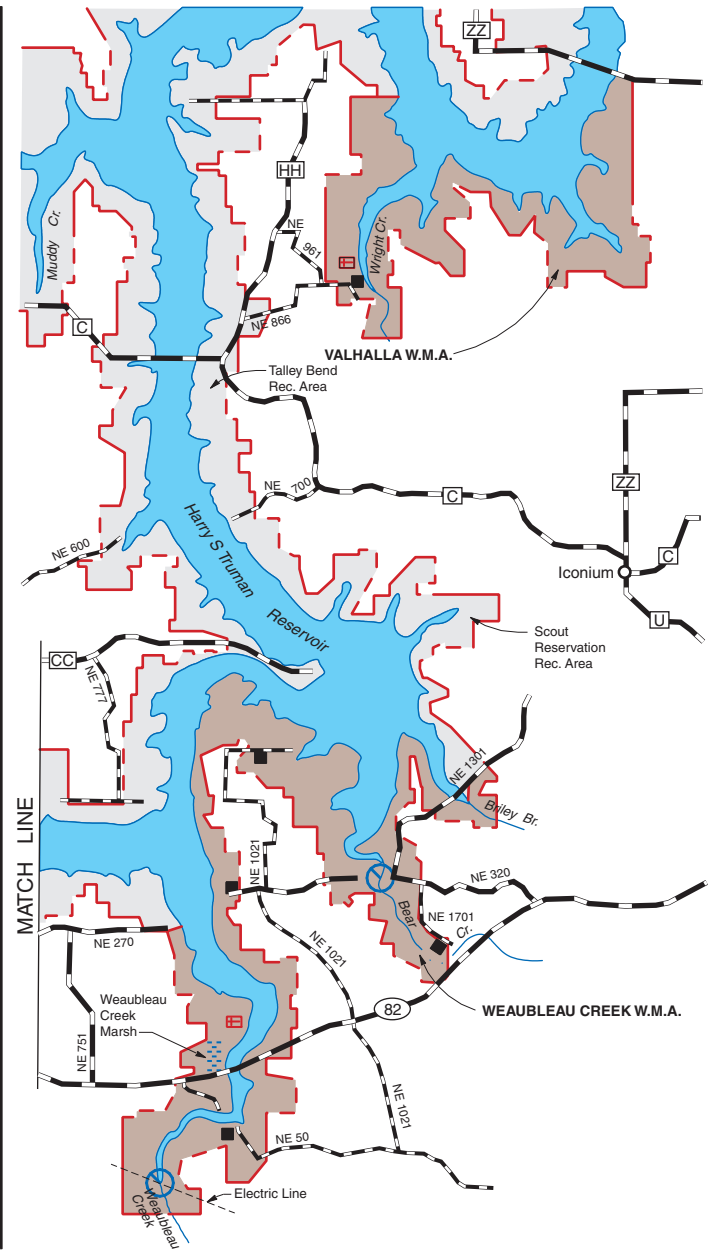 ZZ
HH
Muddy Cr.
NE
961
Wright Cr.
C
NE 866
VALHALLA W.M.A.
Talley Bend
Rec. Area
ZZ
NE 700
C
Harry S Truman
Reservoir
NE 600
Iconium
C
U
Scout
Reservation
Rec. Area
CC
NE 777
NE 1301
Briley Br.
MATCH LINE
NE 1021
NE 320
Bear
Cr.
NE 1701
NE 270
NE 1021
Weaubleau
Creek
Marsh
82
WEAUBLEAU CREEK W.M.A.
NE 751
NE 1021
NE 50
Electric Line
Weaubleau
Creek